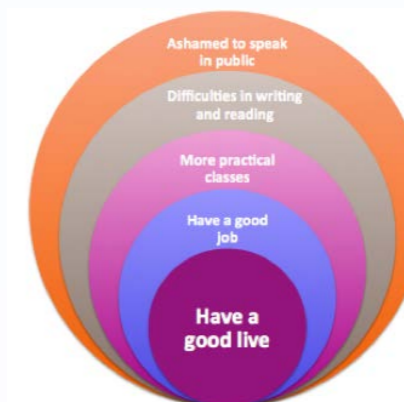 Ashamed to speak
in public
Difficulties in writing
and reading
More practical
classes
Have a good
job
Have a
good live